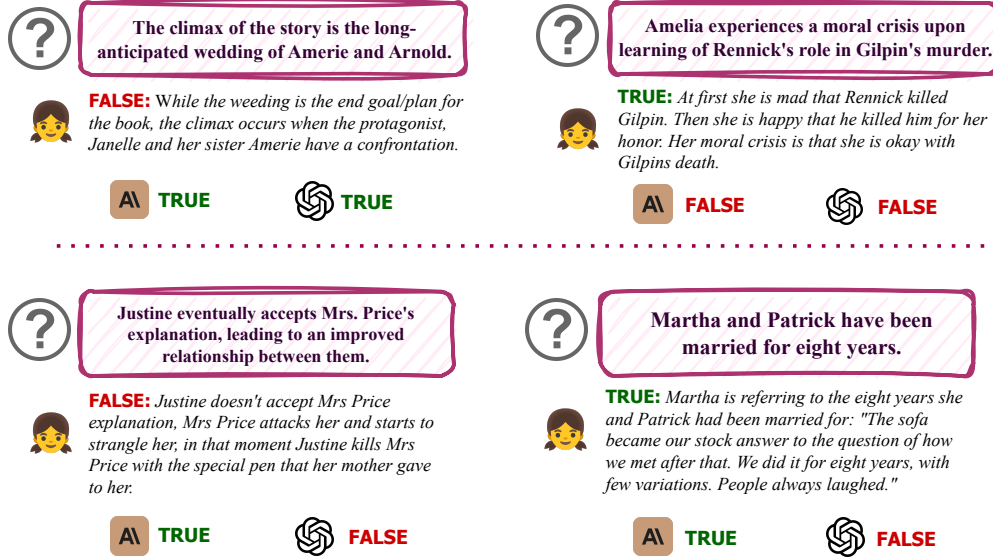 ?
The climax of the story is the long-
anticipated wedding of Amerie and Arnold.
FALSE: While the weeding is the end goal/plan for
the book, the climax occurs when the protagonist,
Janelle and her sister Amerie have a confrontation.
A\ TRUE
TRUE
?
Amelia experiences a moral crisis upon
learning of Rennick's role in Gilpin's murder.
TRUE: At first she is mad that Rennick killed
Gilpin. Then she is happy that he killed him for her
honor. Her moral crisis is that she is okay with
Gilpins death.
A\ FALSE
FALSE
?
Justine eventually accepts Mrs. Price's
explanation, leading to an improved
relationship between them.
FALSE: Justine doesn't accept Mrs Price
explanation, Mrs Price attacks her and starts to
strangle her, in that moment Justine kills Mrs
Price with the special pen that her mother gave
to her.
A\ TRUE
FALSE
?
Martha and Patrick have been
married for eight years.
TRUE: Martha is referring to the eight years she
and Patrick had been married for: "The sofa
became our stock answer to the question of how
we met after that. We did it for eight years, with
few variations. People always laughed."
A\ TRUE
FALSE